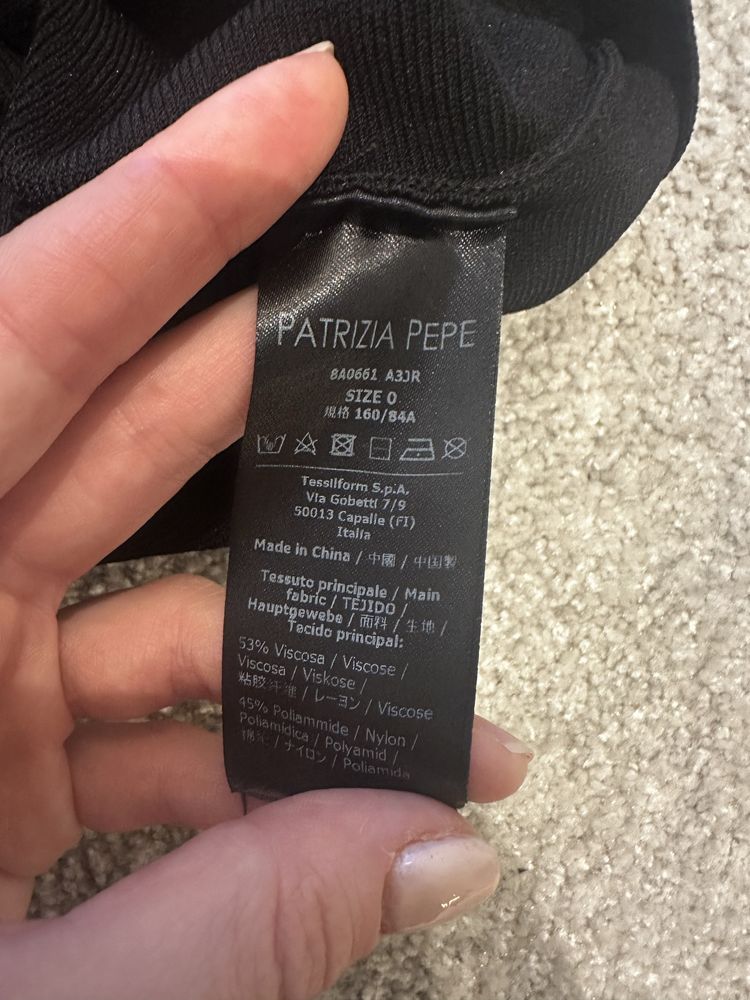 PATRIZIA PEPE
8A0661 A3JR
SIZE 0
規格 160/84A
Tessilform S.p.A.
Via Gobetti 7/9
50013 Capalle (FI)
Italia
Made in China / 中國 / 中国製
Tessuto principale / Main
fabric / TEJIDO /
Hauptgewebe / 面料 / 生地 /
Tecido principal:
53% Viscosa / Viscose /
Viscosa / Viskose /
粘胶纤维 / レーヨン / Viscose
45% Poliammide / Nylon /
Poliamidica / Polyamid /
/ ナイロン / Poliamida